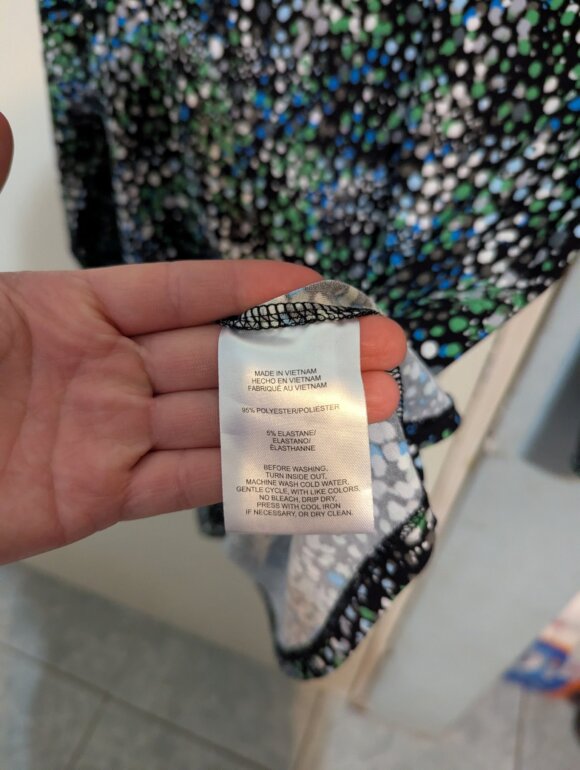 MADE IN VIETNAM
HECHO EN VIETNAM
FABRIQUÉ AU VIETNAM
95% POLYESTER/POLIÉSTER
5% ELASTANE/
ELASTANO/
ÉLASTHANNE
BEFORE WASHING,
TURN INSIDE OUT,
MACHINE WASH COLD WATER,
GENTLE CYCLE, WITH LIKE COLORS,
NO BLEACH, DRIP DRY,
PRESS WITH COOL IRON
IF NECESSARY, OR DRY CLEAN.